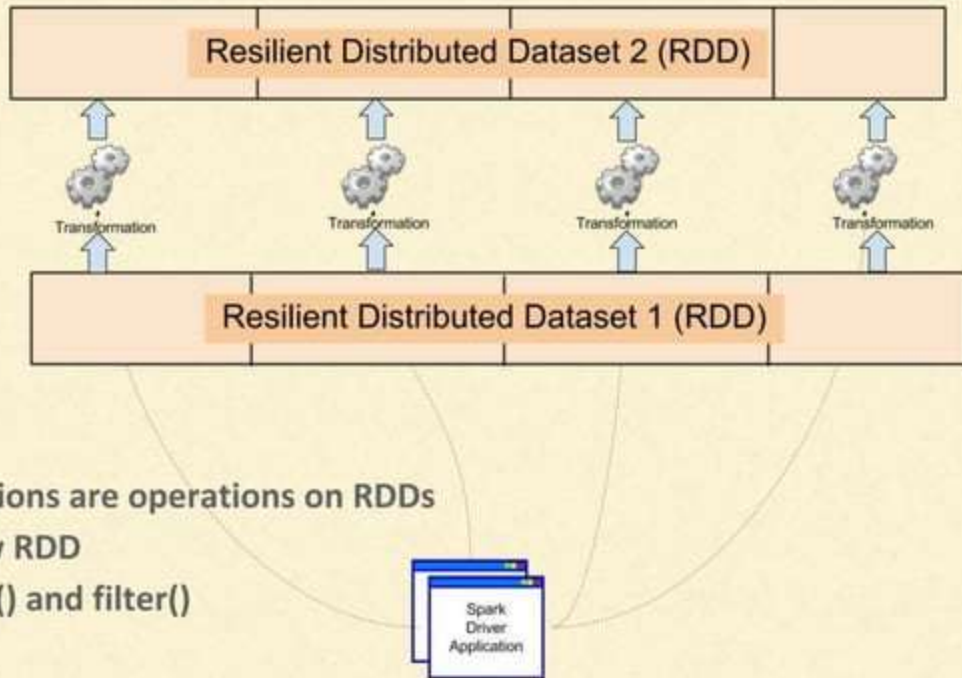 Resilient Distributed Dataset 2 (RDD)
Transformation Transformation Transformation Transformation
Resilient Distributed Dataset 1 (RDD)
ions are operations on RDDs
RDD
() and filter()
Spark
Driver
Application